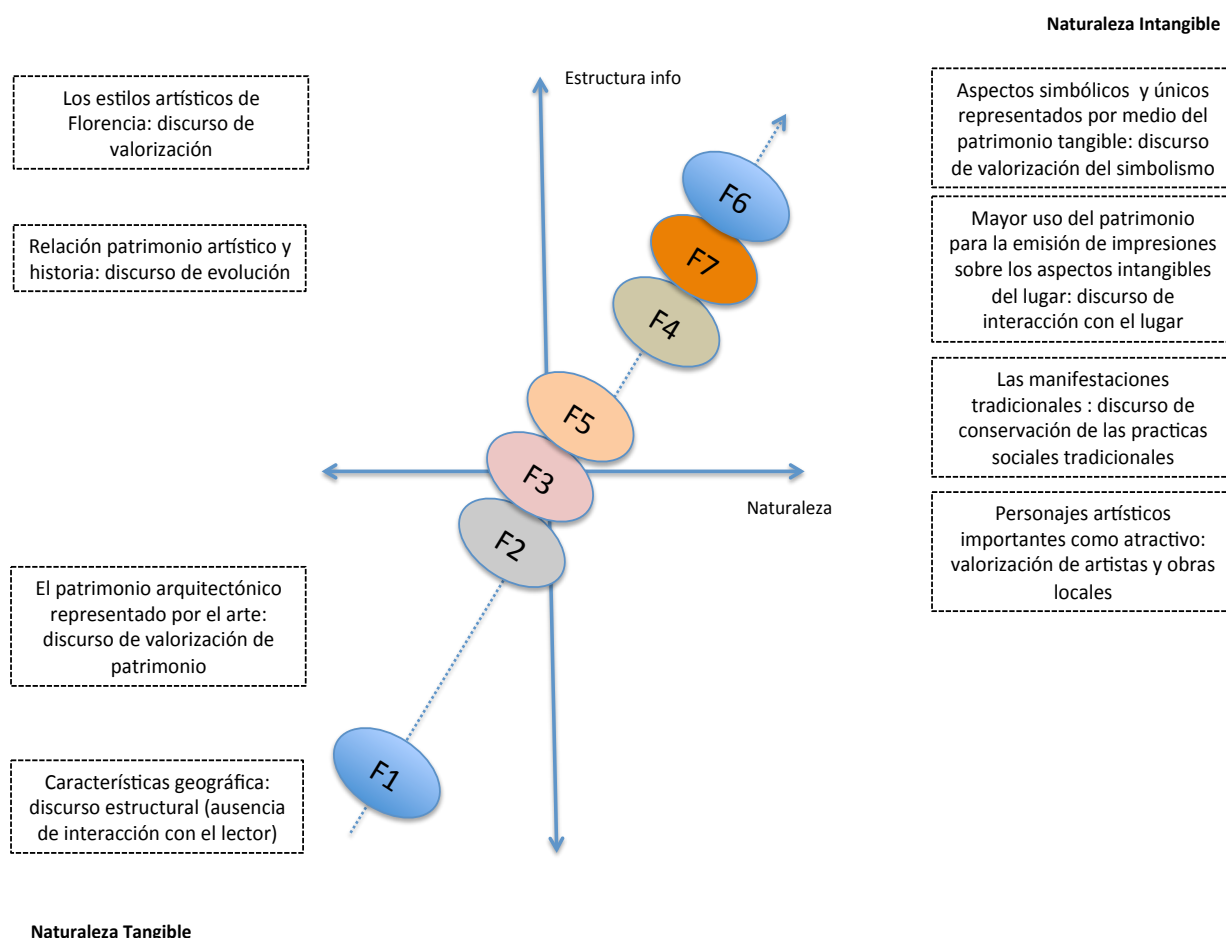 Naturaleza Intangible
Estructura info
Los estilos artísticos de
Florencia: discurso de
valorización
Relación patrimonio artístico y
historia: discurso de evolución
El patrimonio arquitectónico
representado por el arte:
discurso de valorización de
patrimonio
Característísicas geográfica:
discurso estructural (ausencia
de interacción con el lector)
F6
F7
F4
F5
F3
F2
F1
Naturaleza
Aspectos simbólicos y únicos
representados por medio del
patrimonio tangible: discurso
de valorización del simbolismo
Mayor uso del patrimonio
para la emisión de impresiones
sobre los aspectos intangibles
del lugar: discurso de
interacción con el lugar
Las manifestaciones
tradicionales : discurso de
conservación de las practicas
sociales tradicionales
Personajes artísticos
importantes como atractivo:
valorización de artistas y obras
locales
Naturaleza Tangible